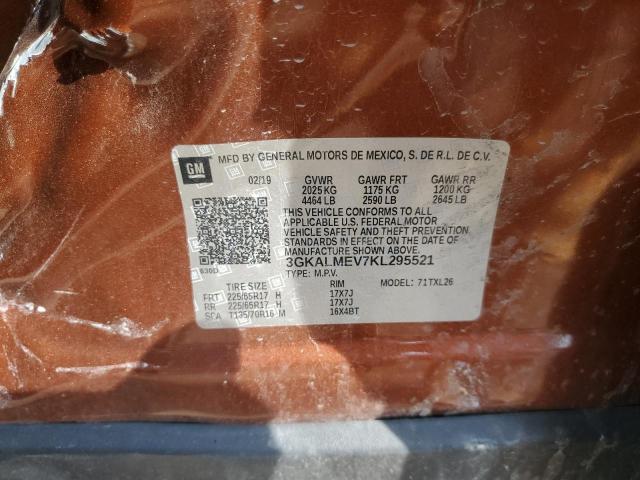 GM
MFD BY GENERAL MOTORS DE MEXICO, S. DE R.L. DE C.V.
02/19 GVWR GAWR FRT GAWR RR
2025 KG 1175 KG 1200 KG
4464 LB 2590 LB 2645 LB
THIS VEHICLE CONFORMS TO ALL
APPLICABLE U.S. FEDERAL MOTOR
VEHICLE SAFETY AND THEFT PREVENTION
STANDARDS IN EFFECT ON THE DATE OF
MANUFACTURE SHOWN ABOVE.
3GKALMEV7KL295521
TYPE: M.P.V. MODEL: 71TXL26
TIRE SIZE RIM
FRT 225/65R17 H 17X7J
RR 225/65R17 H 17X7J
SPA T135/70R16 M 16X4BT